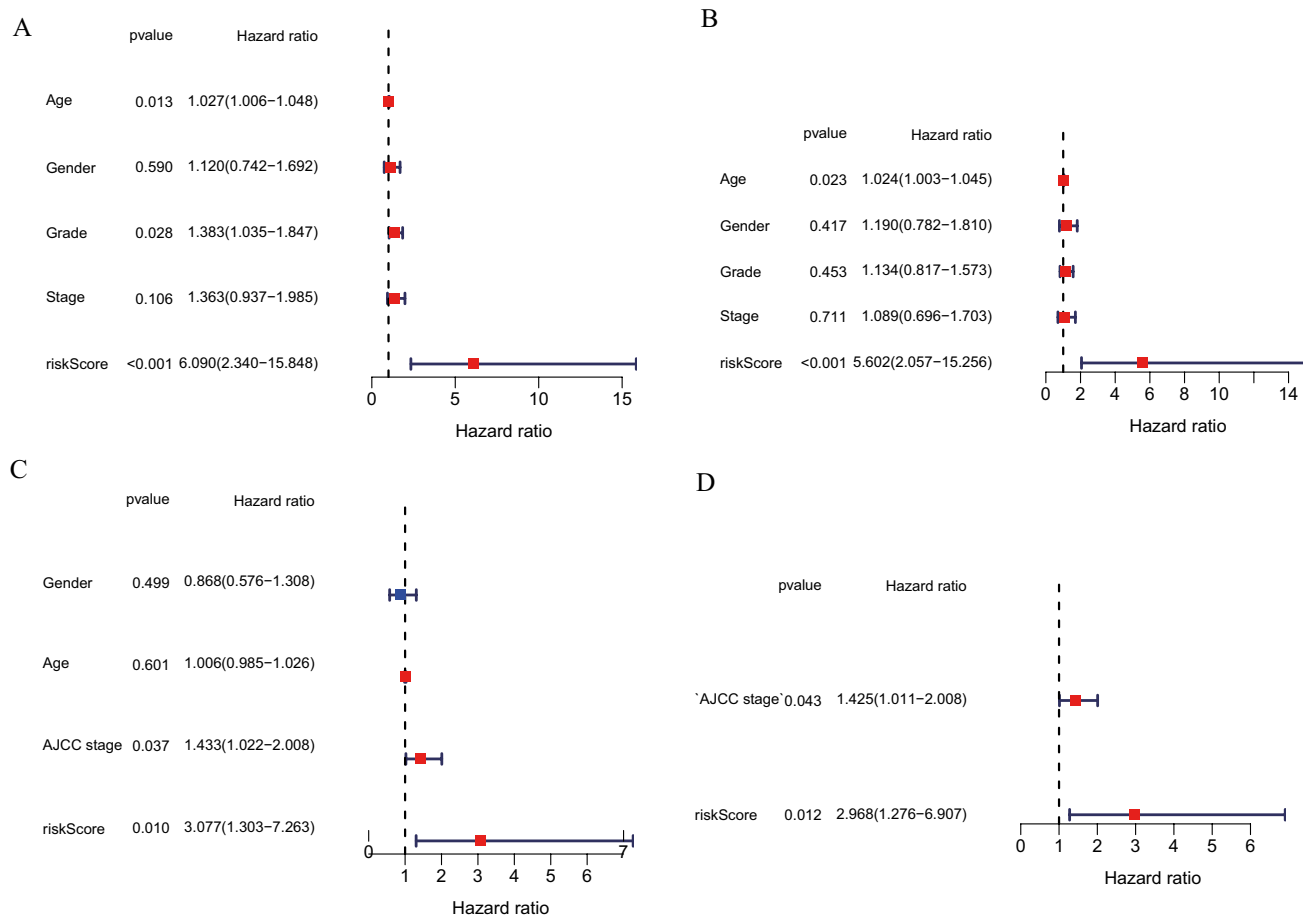 A
pvalue Hazard ratio
Age 0.013 1.027(1.006−1.048)
Gender 0.590 1.120(0.742−1.692)
Grade 0.028 1.383(1.035−1.847)
Stage 0.106 1.363(0.937−1.985)
riskScore <0.001 6.090(2.340−15.848)
0 5 10 15
Hazard ratio
B
pvalue Hazard ratio
Age 0.023 1.024(1.003−1.045)
Gender 0.417 1.190(0.782−1.810)
Grade 0.453 1.134(0.817−1.573)
Stage 0.711 1.089(0.696−1.703)
riskScore <0.001 5.602(2.057−15.256)
0 2 4 6 8 10 14
Hazard ratio
C
pvalue Hazard ratio
Gender 0.499 0.868(0.576−1.308)
Age 0.601 1.006(0.985−1.026)
AJCC stage 0.037 1.433(1.022−2.008)
riskScore 0.010 3.077(1.303−7.263)
0 7
1 2 3 4 5 6
Hazard ratio
D
pvalue Hazard ratio
`AJCC stage` 0.043 1.425(1.011−2.008)
riskScore 0.012 2.968(1.276−6.907)
0 1 2 3 4 5 6
Hazard ratio